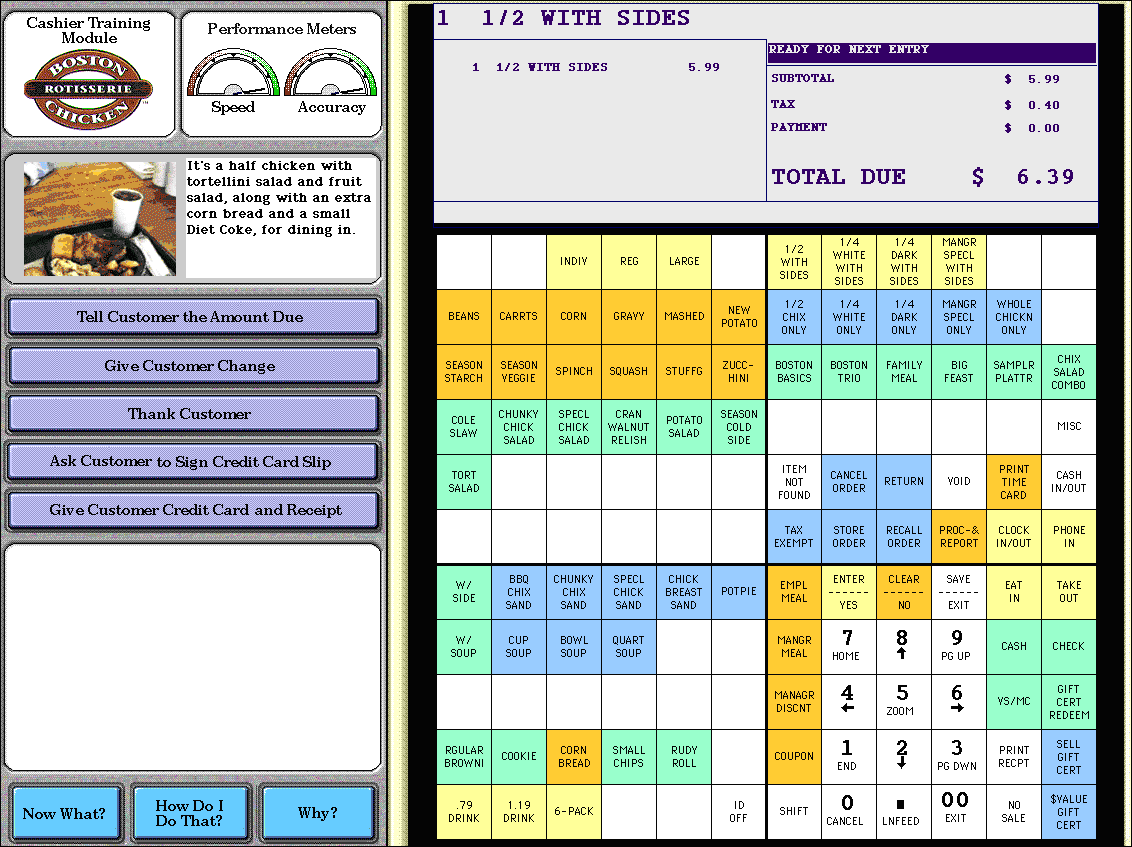 Cashier Training
Module
BOSTON
ROTISSERIE
CHICKEN
Performance Meters
Speed
Accuracy
It's a half chicken with
tortellini salad and fruit
salad, along with an extra
corn bread and a small
Diet Coke, for dining in.
Tell Customer the Amount Due
Give Customer Change
Thank Customer
Ask Customer to Sign Credit Card Slip
Give Customer Credit Card and Receipt
Now What?
How Do I
Do That?
Why?
1 1/2 WITH SIDES
1 1/2 WITH SIDES 5.99
READY FOR NEXT ENTRY
SUBTOTAL $ 5.99
TAX $ 0.40
PAYMENT $ 0.00
TOTAL DUE $ 6.39
INDIV
REG
LARGE
1/2
WITH
SIDES
1/4
WHITE
WITH
SIDES
1/4
DARK
WITH
SIDES
MANGR
SPECL
WITH
SIDES
BEANS
CARRTS
CORN
GRAVY
MASHED
NEW
POTATO
1/2
CHIX
ONLY
1/4
WHITE
ONLY
1/4
DARK
ONLY
MANGR
SPECL
ONLY
WHOLE
CHICKN
ONLY
SEASON
STARCH
SEASON
VEGGIE
SPINCH
SQUASH
STUFFG
ZUCC-
HINI
BOSTON
BASICS
BOSTON
TRIO
FAMILY
MEAL
BIG
FEAST
SAMPLR
PLATTR
CHIX
SALAD
COMBO
COLE
SLAW
CHUNKY
CHICK
SALAD
SPECL
CHICK
SALAD
CRAN
WALNUT
RELISH
POTATO
SALAD
SEASON
COLD
SIDE
MISC
TORT
SALAD
ITEM
NOT
FOUND
CANCEL
ORDER
RETURN
VOID
PRINT
TIME
CARD
CASH
IN/OUT
TAX
EXEMPT
STORE
ORDER
RECALL
ORDER
PROC-&
REPORT
CLOCK
IN/OUT
PHONE
IN
W/
SIDE
BBQ
CHIX
SAND
CHUNKY
CHIX
SAND
SPECL
CHICK
SAND
CHICK
BREAST
SAND
POTPIE
EMPL
MEAL
ENTER
YES
CLEAR
NO
SAVE
EXIT
EAT
IN
TAKE
OUT
W/
SOUP
CUP
SOUP
BOWL
SOUP
QUART
SOUP
MANGR
MEAL
7
HOME
8
↑
9
PG UP
CASH
CHECK
MANAGR
DISCNT
4
←
5
ZOOM
6
→
VS/MC
GIFT
CERT
REDEEM
RGULAR
BROWNI
COOKIE
CORN
BREAD
SMALL
CHIPS
RUDY
ROLL
COUPON
1
END
2
↓
3
PG DWN
PRINT
RECPT
SELL
GIFT
CERT
.79
DRINK
1.19
DRINK
6-PACK
ID
OFF
SHIFT
0
CANCEL
.
LNFEED
00
EXIT
NO
SALE
$VALUE
GIFT
CERT